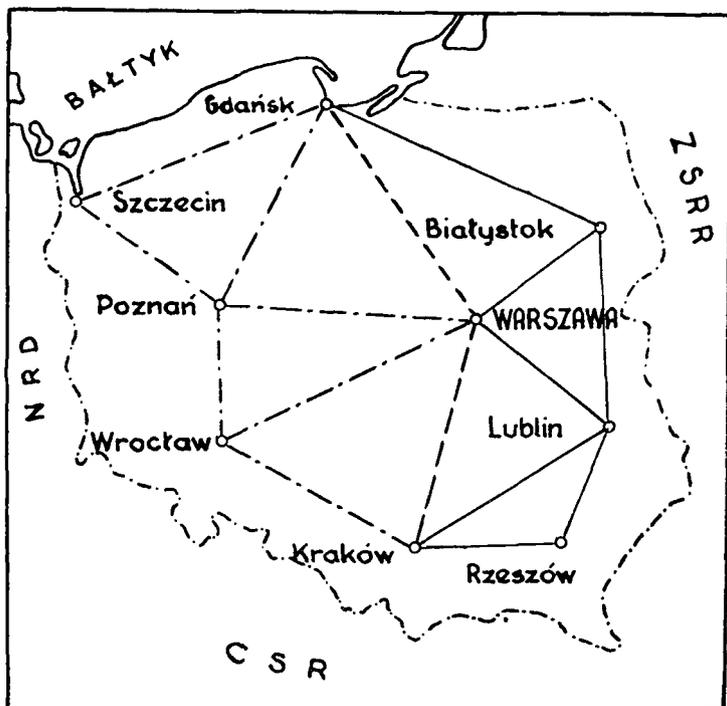 BAŁTYK
Gdańsk
ZSRR
Szczecin
Białystok
Poznań
WARSZAWA
NRD
Lublin
Wrocław
Kraków
Rzeszów
CSR